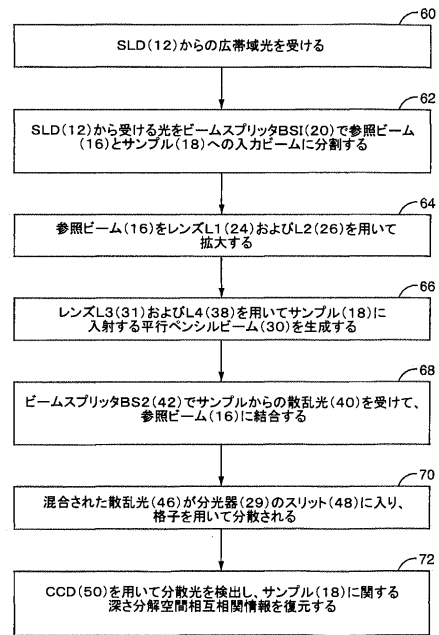 60
SLD(12)からの広帯域光を受ける
62
SLD(12)から受ける光をビームスプリッタBSI(20)で参照ビーム
(16)とサンプル(18)への入力ビームに分割する
64
参照ビーム(16)をレンズL1(24)およびL2(26)を用いて
拡大する
66
レンズL3(31)およびL4(38)を用いてサンプル(18)に
入射する平行ペンシルビーム(30)を生成する
68
ビームスプリッタBS2(42)でサンプルからの散乱光(40)を受けて、
参照ビーム(16)に結合する
70
混合された散乱光(46)が分光器(29)のスリット(48)に入り、
格子を用いて分散される
72
CCD(50)を用いて分散光を検出し、サンプル(18)に関する
深さ分解空間相互相関情報を復元する